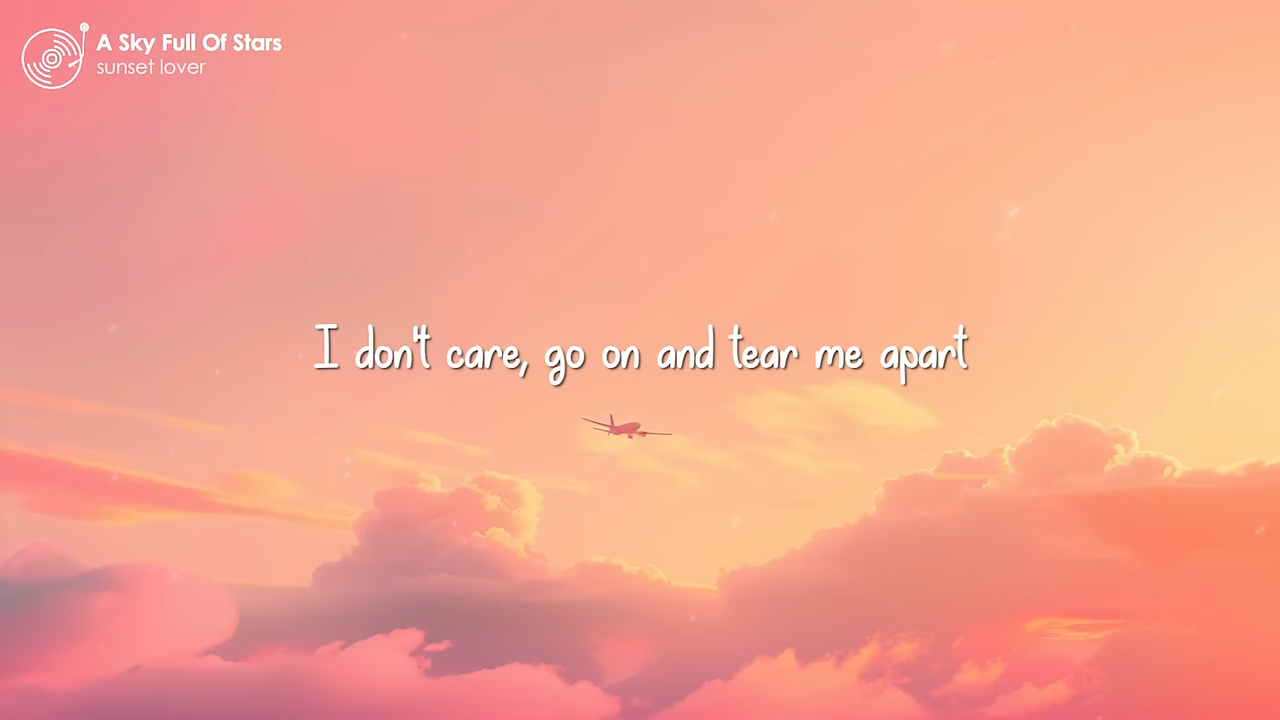 A Sky Full Of Stars
sunset lover
I don't care, go on and tear me apart